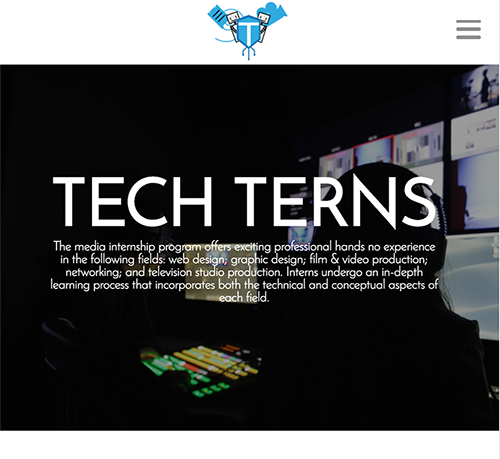 T
TECH TERNS
The media internship program offers exciting professional hands no experience
in the following fields: web design; graphic design; film & video production;
networking; and television studio production. Interns undergo an in-depth
learning process that incorporates both the technical and conceptual aspects of
each field.